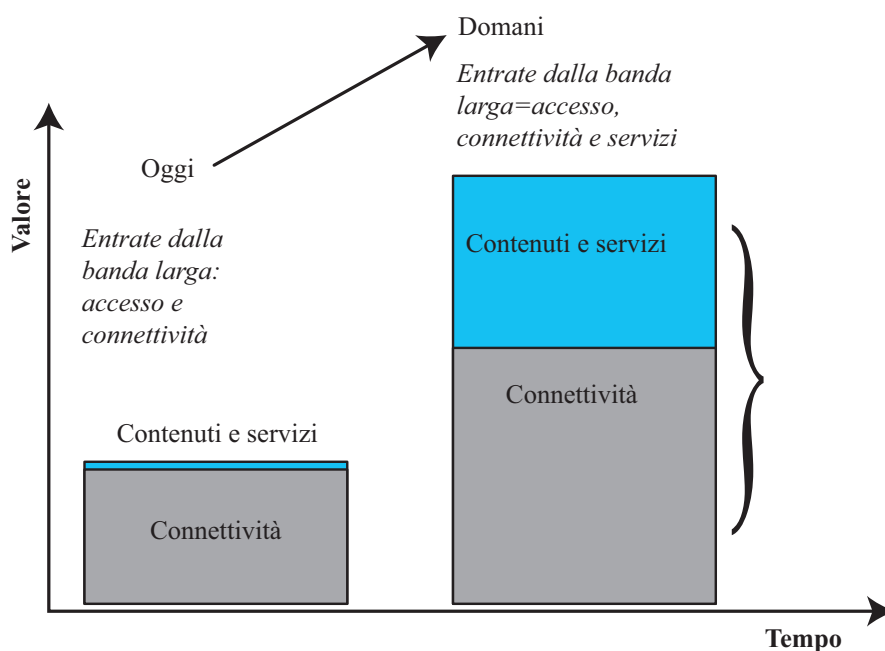 Domani
Entrate dalla banda
larga=accesso,
connettività e servizi
Oggi
Valore
Entrate dalla
banda larga:
accesso e
connettività
Contenuti e servizi
Connettività
Contenuti e servizi
Connettività
Tempo